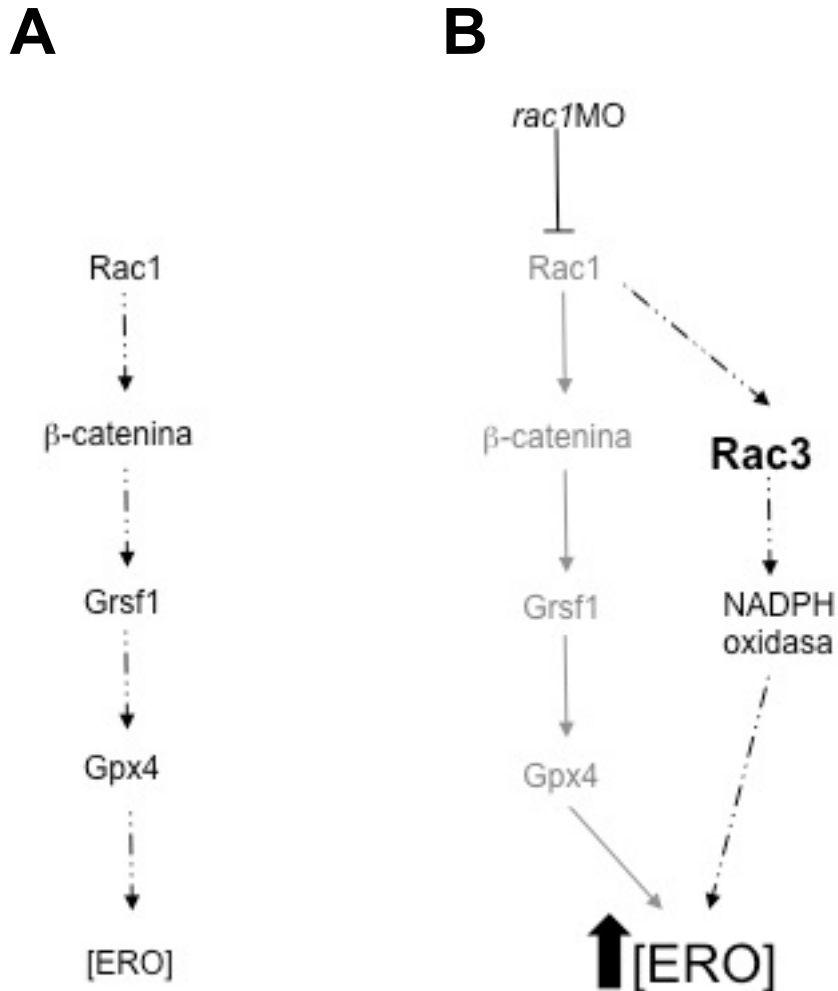 A
Rac1
β-catenina
Grsf1
Gpx4
[ERO]
B
rac1MO
Rac1
β-catenina
Rac3
Grsf1
NADPH
oxidasa
Gpx4
[ERO]